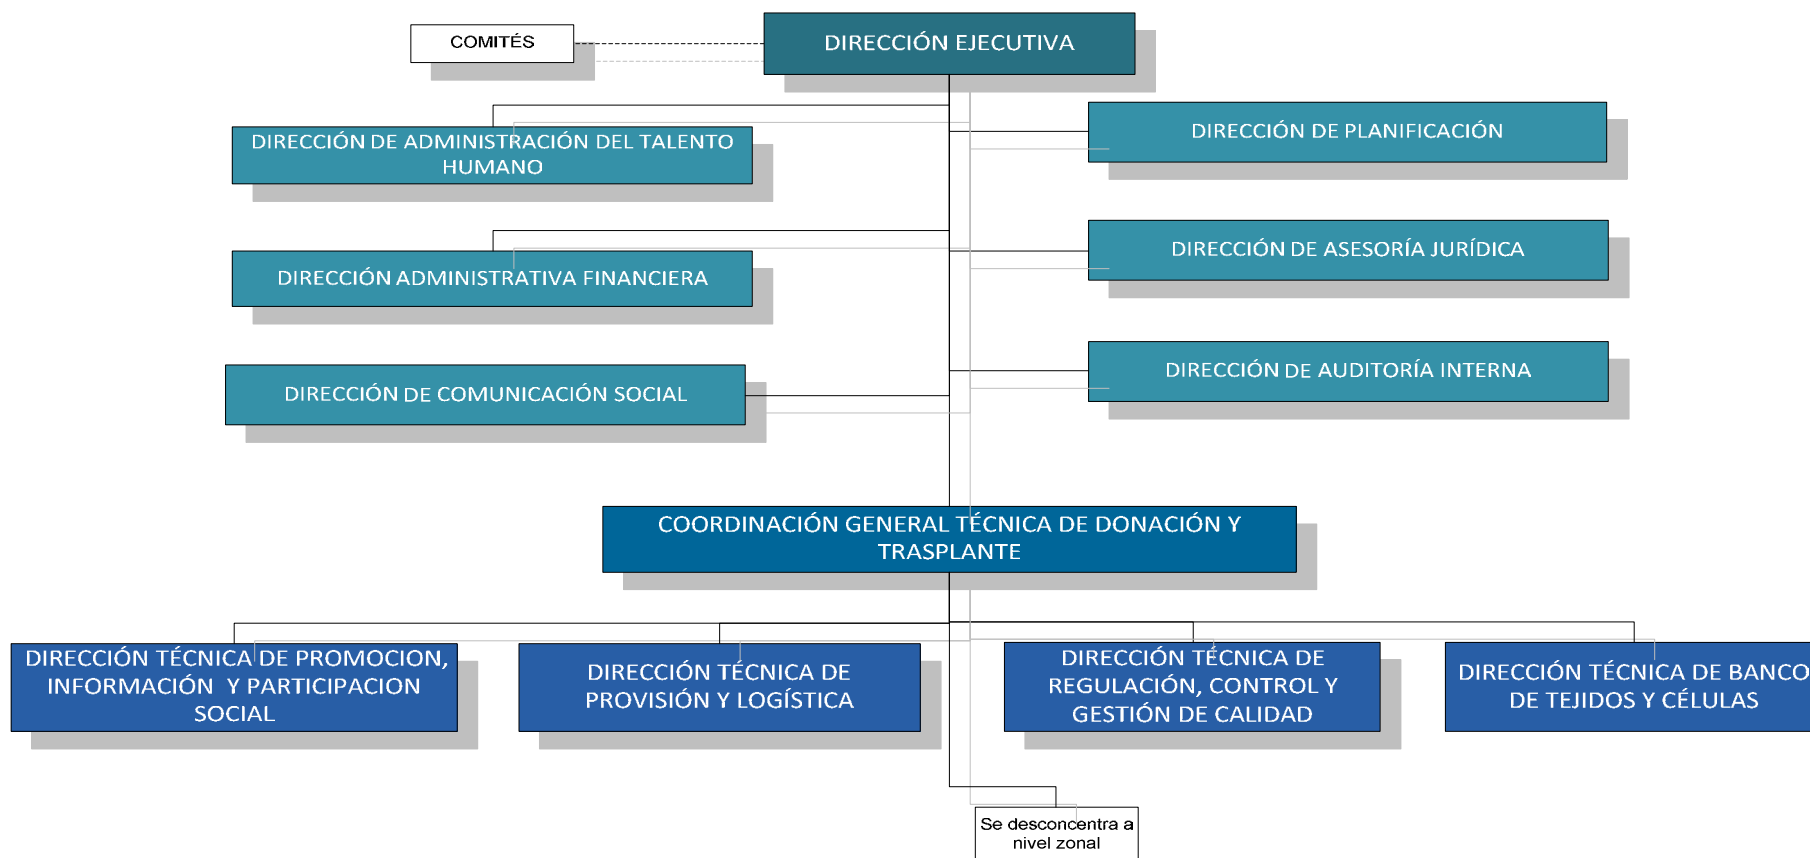 COMITÉS
DIRECCIÓN EJECUTIVA
DIRECCIÓN DE ADMINISTRACIÓN DEL TALENTO
HUMANO
DIRECCIÓN DE PLANIFICACIÓN
DIRECCIÓN ADMINISTRATIVA FINANCIERA
DIRECCIÓN DE ASESORÍA JURÍDICA
DIRECCIÓN DE COMUNICACIÓN SOCIAL
DIRECCIÓN DE AUDITORÍA INTERNA
COORDINACIÓN GENERAL TÉCNICA DE DONACIÓN Y
TRASPLANTE
DIRECCIÓN TÉCNICA DE PROMOCION,
INFORMACIÓN Y PARTICIPACION
SOCIAL
DIRECCIÓN TÉCNICA DE
PROVISIÓN Y LOGÍSTICA
DIRECCIÓN TÉCNICA DE
REGULACIÓN, CONTROL Y
GESTIÓN DE CALIDAD
DIRECCIÓN TÉCNICA DE BANCO
DE TEJIDOS Y CÉLULAS
Se desconcentra a
nivel zonal